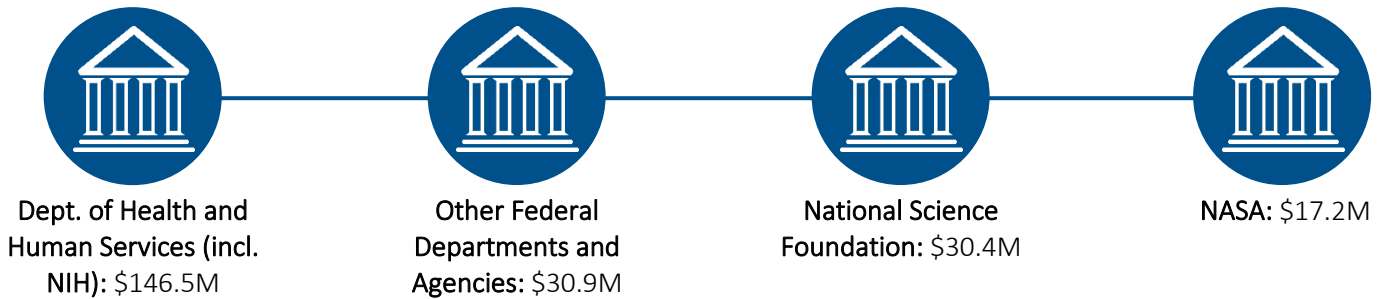 Dept. of Health and
Human Services (incl.
NIH): $146.5M
Other Federal
Departments and
Agencies: $30.9M
National Science
Foundation: $30.4M
NASA: $17.2M